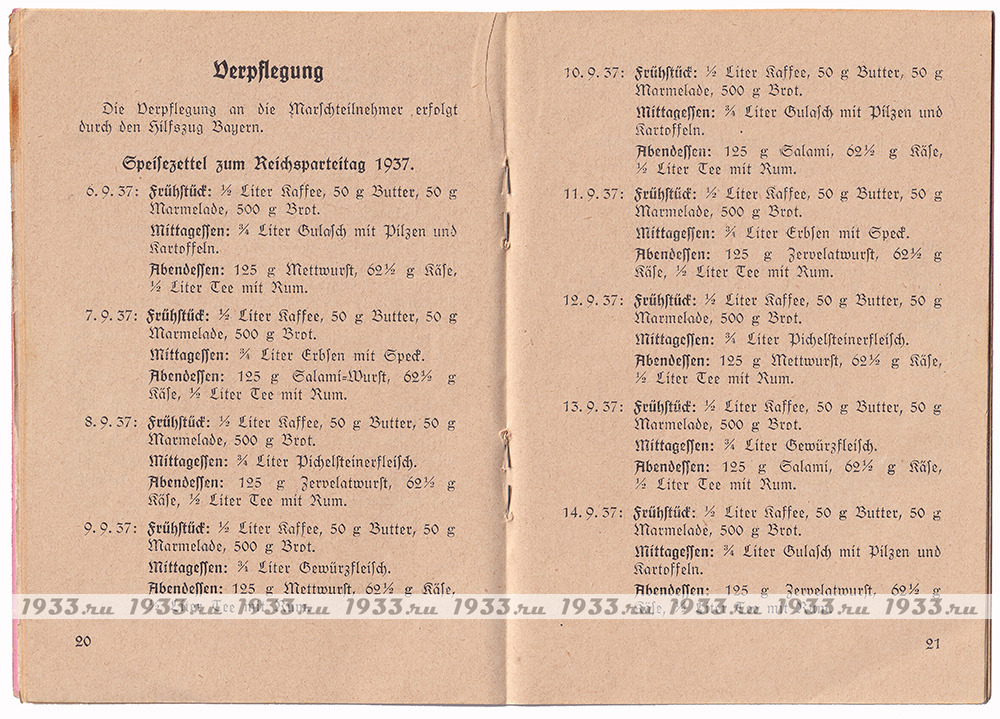 Verpflegung
Die Verpflegung an die Marschteilnehmer erfolgt
durch den Hilfszug Bayern.
Speisezettel zum Reichsparteitag 1937.
6. 9. 37: Frühstück: ½ Liter Kaffee, 50 g Butter, 50 g
Marmelade, 500 g Brot.
Mittagessen: ¾ Liter Gulasch mit Pilzen und
Kartoffeln.
Abendessen: 125 g Mettwurst, 62½ g Käse,
½ Liter Tee mit Rum.
7. 9. 37: Frühstück: ½ Liter Kaffee, 50 g Butter, 50 g
Marmelade, 500 g Brot.
Mittagessen: ¾ Liter Erbsen mit Speck.
Abendessen: 125 g Salami-Wurst, 62½ g
Käse, ½ Liter Tee mit Rum.
8. 9. 37: Frühstück: ½ Liter Kaffee, 50 g Butter, 50 g
Marmelade, 500 g Brot.
Mittagessen: ¾ Liter Pichelsteinerfleisch.
Abendessen: 125 g Zervelatwurst, 62½ g
Käse, ½ Liter Tee mit Rum.
9. 9. 37: Frühstück: ½ Liter Kaffee, 50 g Butter, 50 g
Marmelade, 500 g Brot.
Mittagessen: ¾ Liter Gewürzfleisch.
Abendessen: 125 g Mettwurst, 62½ g Käse,
½ Liter Tee mit Rum.
20
10. 9. 37: Frühstück: ½ Liter Kaffee, 50 g Butter, 50 g
Marmelade, 500 g Brot.
Mittagessen: ¾ Liter Gulasch mit Pilzen und
Kartoffeln.
Abendessen: 125 g Salami, 62½ g Käse,
½ Liter Tee mit Rum.
11. 9. 37: Frühstück: ½ Liter Kaffee, 50 g Butter, 50 g
Marmelade, 500 g Brot.
Mittagessen: ¾ Liter Erbsen mit Speck.
Abendessen: 125 g Zervelatwurst, 62½ g
Käse, ½ Liter Tee mit Rum.
12. 9. 37: Frühstück: ½ Liter Kaffee, 50 g Butter, 50 g
Marmelade, 500 g Brot.
Mittagessen: ¾ Liter Pichelsteinerfleisch.
Abendessen: 125 g Mettwurst, 62½ g Käse,
½ Liter Tee mit Rum.
13. 9. 37: Frühstück: ½ Liter Kaffee, 50 g Butter, 50 g
Marmelade, 500 g Brot.
Mittagessen: ¾ Liter Gewürzfleisch.
Abendessen: 125 g Salami, 62½ g Käse,
½ Liter Tee mit Rum.
14. 9. 37: Frühstück: ½ Liter Kaffee, 50 g Butter, 50 g
Marmelade, 500 g Brot.
Mittagessen: ¾ Liter Gulasch mit Pilzen und
Kartoffeln.
Abendessen: 125 g Zervelatwurst, 62½ g
Käse, ½ Liter Tee mit Rum.
21
1933.ru 1933.ru 1933.ru 1933.ru 1933.ru 1933.ru 1933.ru 1933.ru 1933.ru